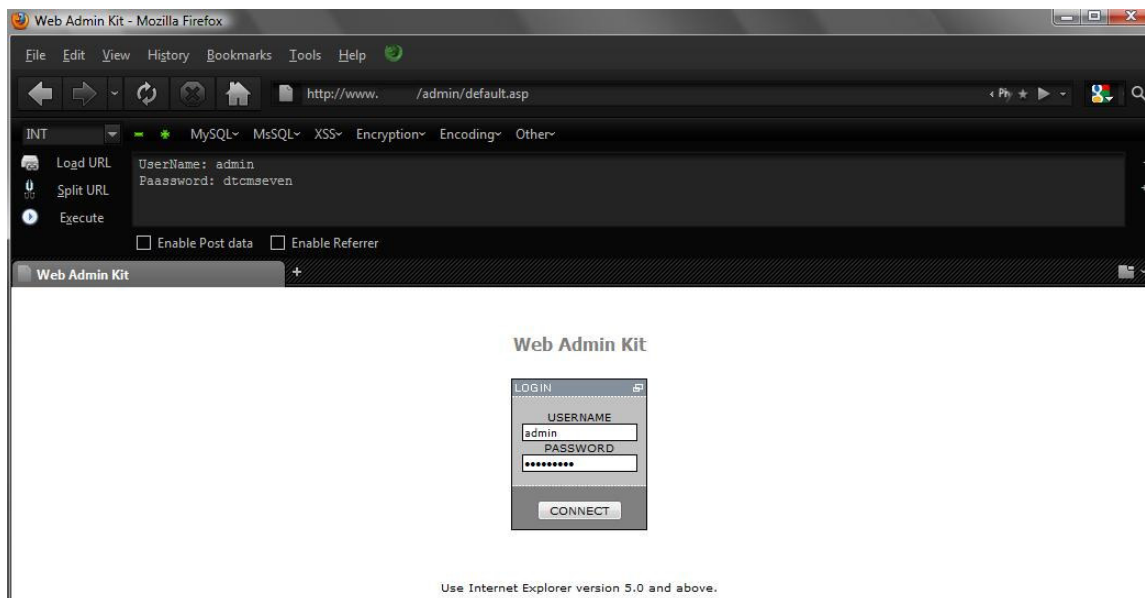 Web Admin Kit - Mozilla Firefox
File Edit View History Bookmarks Tools Help
http://www. /admin/default.asp
INT MySQL MsSQL XSS Encryption Encoding Other
Load URL
Split URL
Execute
UserName: admin
Paassword: dtcmseven
Enable Post data Enable Referrer
Web Admin Kit +
Web Admin Kit
LOGIN
USERNAME
admin
PASSWORD
•••••••••
CONNECT
Use Internet Explorer version 5.0 and above.